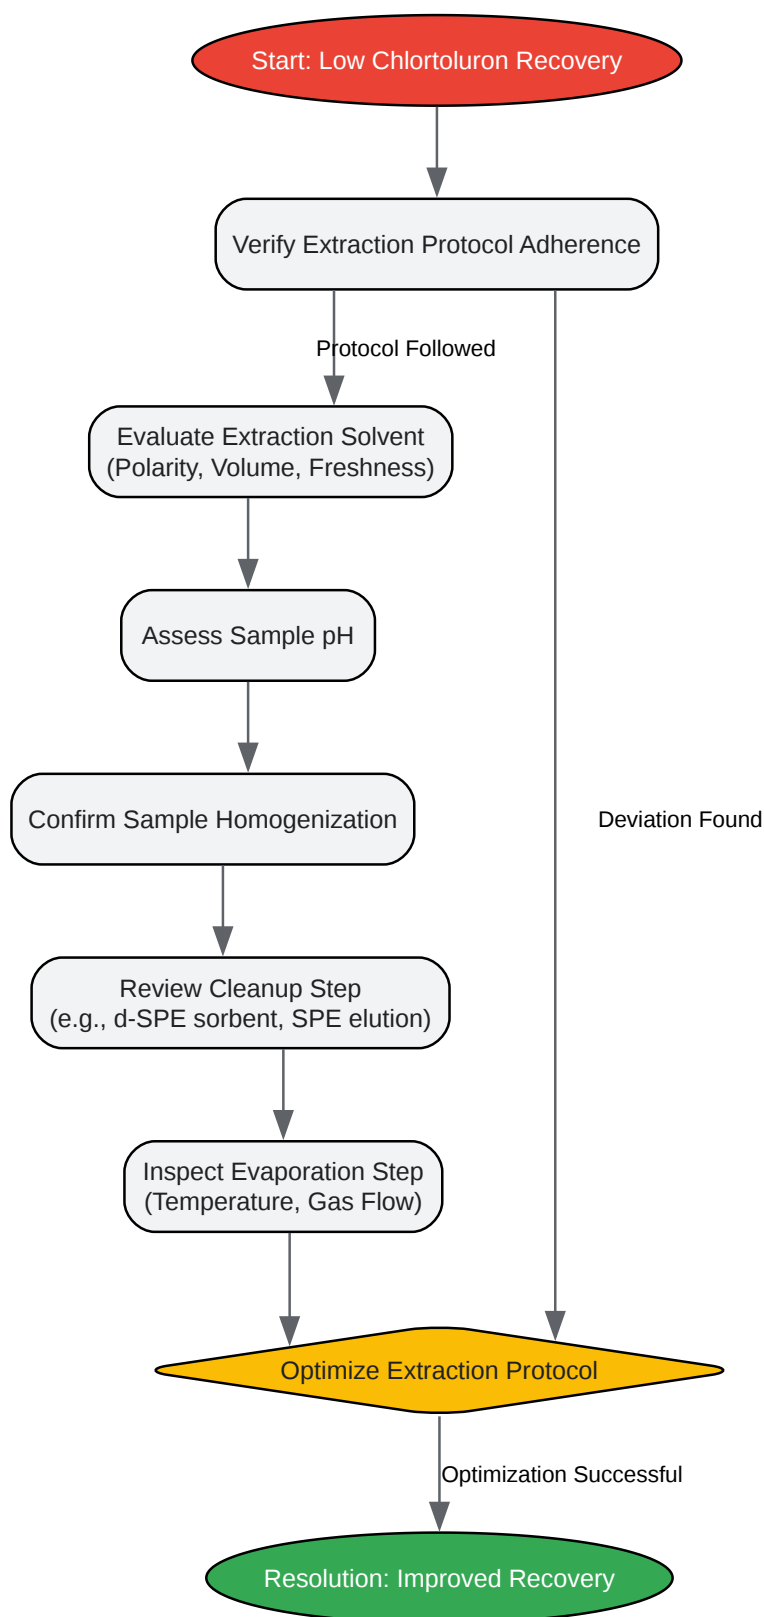 Start: Low Chlortoluron Recovery
Verify Extraction Protocol Adherence
Protocol Followed
Evaluate Extraction Solvent
(Polarity, Volume, Freshness)
Assess Sample pH
Confirm Sample Homogenization
Deviation Found
Review Cleanup Step
(e.g., d-SPE sorbent, SPE elution)
Inspect Evaporation Step
(Temperature, Gas Flow)
Optimize Extraction Protocol
Optimization Successful
Resolution: Improved Recovery